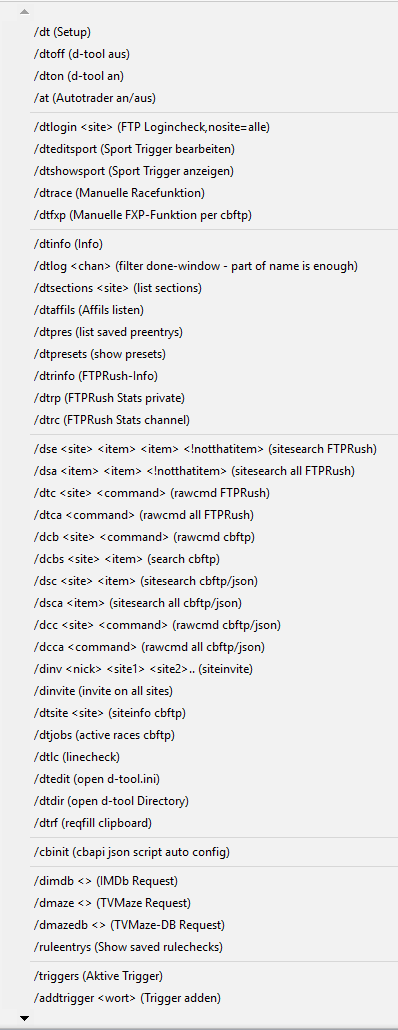 /dt (Setup)
/dtoff (d-tool aus)
/dton (d-tool an)
/at (Autotrader an/aus)
/dtlogin <site> (FTP Logincheck,nosite=alle)
/dteditsport (Sport Trigger bearbeiten)
/dtshowsport (Sport Trigger anzeigen)
/dtrace (Manuelle Racefunktion)
/dtfxp (Manuelle FXP-Funktion per cbftp)
/dtinfo (Info)
/dtlog <chan> (filter done-window - part of name is enough)
/dtsections <site> (list sections)
/dtaffils (Affils listen)
/dtpres (list saved preentrys)
/dtpresets (show presets)
/dtrinfo (FTPRush-Info)
/dtrp (FTPRush Stats private)
/dtrc (FTPRush Stats channel)
/dse <site> <item> <item> <!notthatitem> (sitesearch FTPRush)
/dsa <item> <item> <!notthatitem> (sitesearch all FTPRush)
/dtc <site> <command> (rawcmd FTPRush)
/dtca <command> (rawcmd all FTPRush)
/dcb <site> <command> (rawcmd cbftp)
/dcbs <site> <item> (search cbftp)
/dsc <site> <item> (sitesearch cbftp/json)
/dsca <item> (sitesearch all cbftp/json)
/dcc <site> <command> (rawcmd cbftp/json)
/dcca <command> (rawcmd all cbftp/json)
/dinv <nick> <site1> <site2>.. (siteinvite)
/dinvite (invite on all sites)
/dtsite <site> (siteinfo cbftp)
/dtjobs (active races cbftp)
/dtlc (linecheck)
/dtedit (open d-tool.ini)
/dtdir (open d-tool Directory)
/dtrf (reqfill clipboard)
/cbinit (cbapi json script auto config)
/dimdb <> (IMDb Request)
/dmaze <> (TVMaze Request)
/dmazedb <> (TVMaze-DB Request)
/ruleentrys (Show saved rulechecks)
/triggers (Aktive Trigger)
/addtrigger <wort> (Trigger adden)